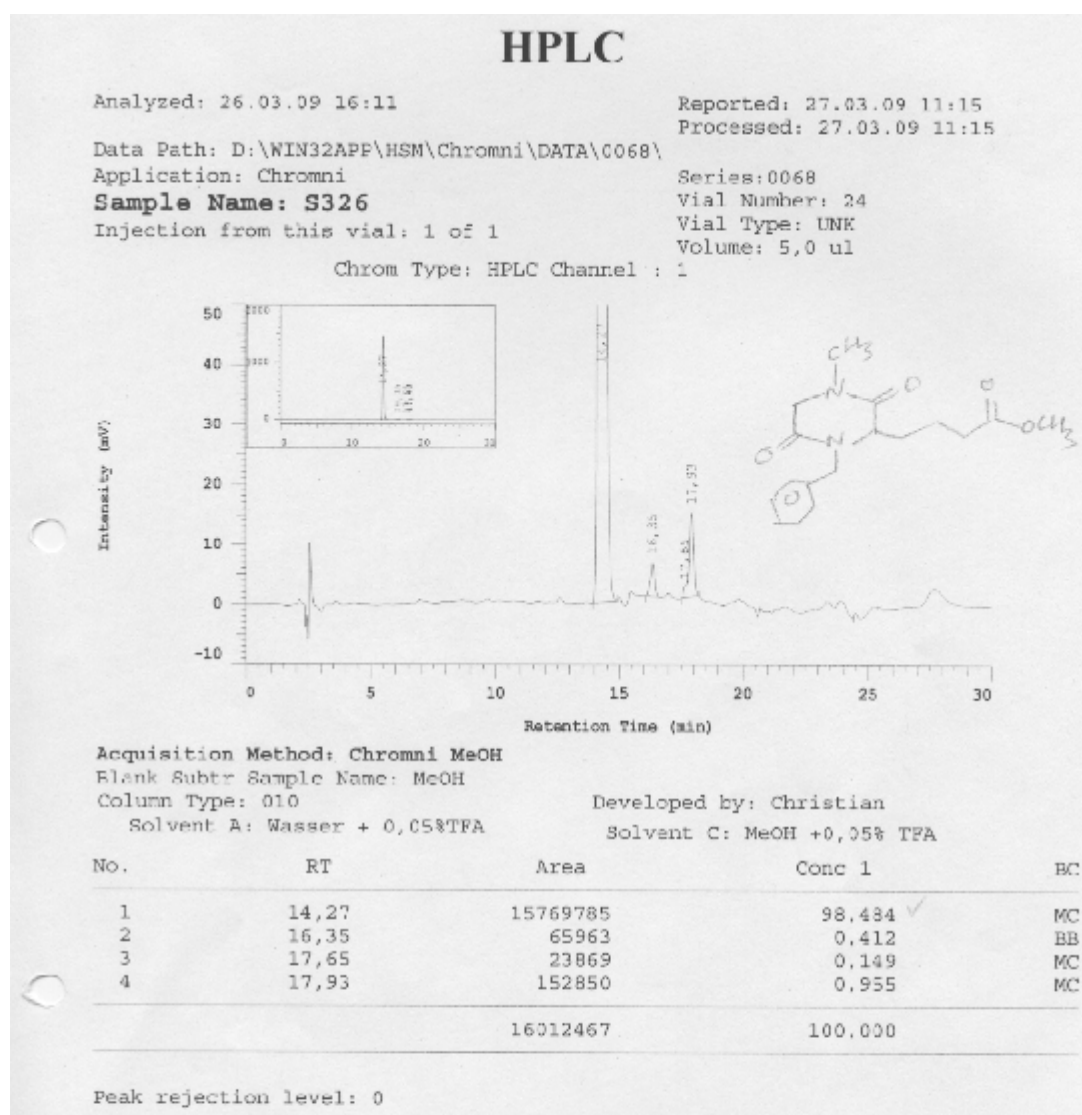 HPLC
Analyzed: 26.03.09 16:11
Reported: 27.03.09 11:15
Processed: 27.03.09 11:15
Data Path: D:\WIN32APP\HSM\Chromni\DATA\0068\
Application: Chromni
Series:0068
Sample Name: S326
Vial Number: 24
Injection from this vial: 1 of 1
Vial Type: UNK
Volume: 5,0 ul
Chrom Type: HPLC Channel : 1
50
40
30
20
10
0
-10
Intensity (mV)
0
0 10 20 30
16,35
17,65
17,93
CH3
N
O
O
OCH3
O
N
0 5 10 15 20 25 30
Retention Time (min)
Acquisition Method: Chromni MeOH
Blank Subtr Sample Name: MeOH
Column Type: 010
Developed by: Christian
Solvent A: Wasser + 0,05%TFA
Solvent C: MeOH +0,05% TFA
No. RT Area Conc 1 BC
1 14,27 15769785 98,484 ✓ MC
2 16,35 65963 0,412 BB
3 17,65 23869 0,149 MC
4 17,93 152850 0,955 MC
16012467 100,000
Peak rejection level: 0